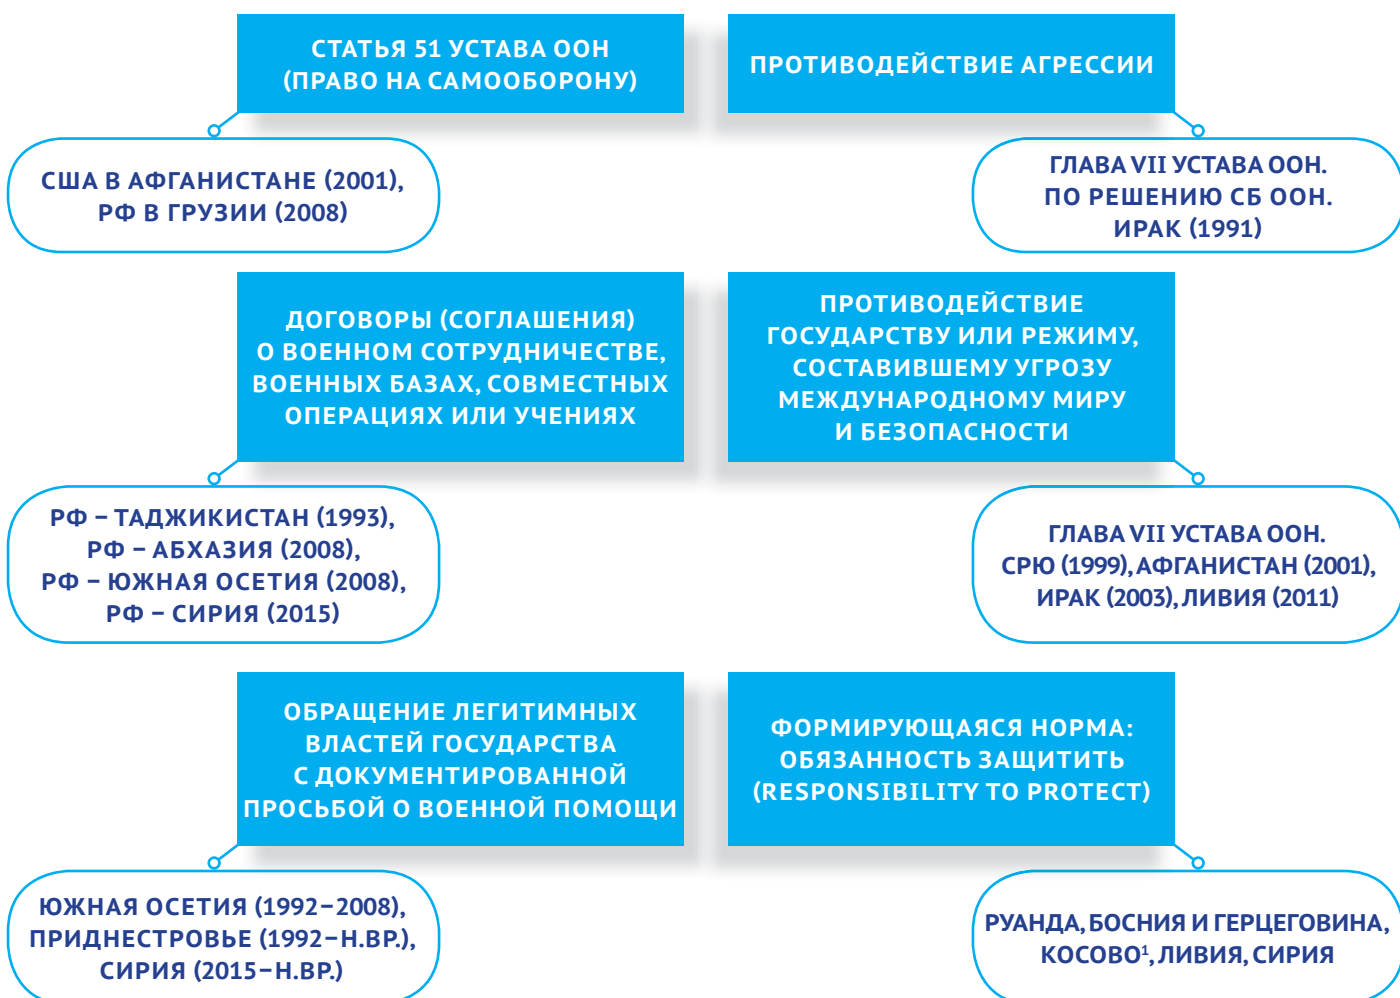 СТАТЬЯ 51 УСТАВА ООН
(ПРАВО НА САМООБОРОНУ)
США В АФГАНИСТАНЕ (2001),
РФ В ГРУЗИИ (2008)
ПРОТИВОДЕЙСТВИЕ АГРЕССИИ
ГЛАВА VII УСТАВА ООН.
ПО РЕШЕНИЮ СБ ООН.
ИРАК (1991)
ДОГОВОРЫ (СОГЛАШЕНИЯ)
О ВОЕННОМ СОТРУДНИЧЕСТВЕ,
ВОЕННЫХ БАЗАХ, СОВМЕСТНЫХ
ОПЕРАЦИЯХ ИЛИ УЧЕНИЯХ
РФ – ТАДЖИКИСТАН (1993),
РФ – АБХАЗИЯ (2008),
РФ – ЮЖНАЯ ОСЕТИЯ (2008),
РФ – СИРИЯ (2015)
ПРОТИВОДЕЙСТВИЕ
ГОСУДАРСТВУ ИЛИ РЕЖИМУ,
СОСТАВИВШЕМУ УГРОЗУ
МЕЖДУНАРОДНОМУ МИРУ
И БЕЗОПАСНОСТИ
ГЛАВА VII УСТАВА ООН.
СРЮ (1999), АФГАНИСТАН (2001),
ИРАК (2003), ЛИВИЯ (2011)
ОБРАЩЕНИЕ ЛЕГИТИМНЫХ
ВЛАСТЕЙ ГОСУДАРСТВА
С ДОКУМЕНТИРОВАННОЙ
ПРОСЬБОЙ О ВОЕННОЙ ПОМОЩИ
ЮЖНАЯ ОСЕТИЯ (1992–2008),
ПРИДНЕСТРОВЬЕ (1992–Н.ВР.),
СИРИЯ (2015–Н.ВР.)
ФОРМИРУЮЩАЯСЯ НОРМА:
ОБЯЗАННОСТЬ ЗАЩИТИТЬ
(RESPONSIBILITY TO PROTECT)
РУАНДА, БОСНИЯ И ГЕРЦЕГОВИНА,
КОСОВО¹, ЛИВИЯ, СИРИЯ